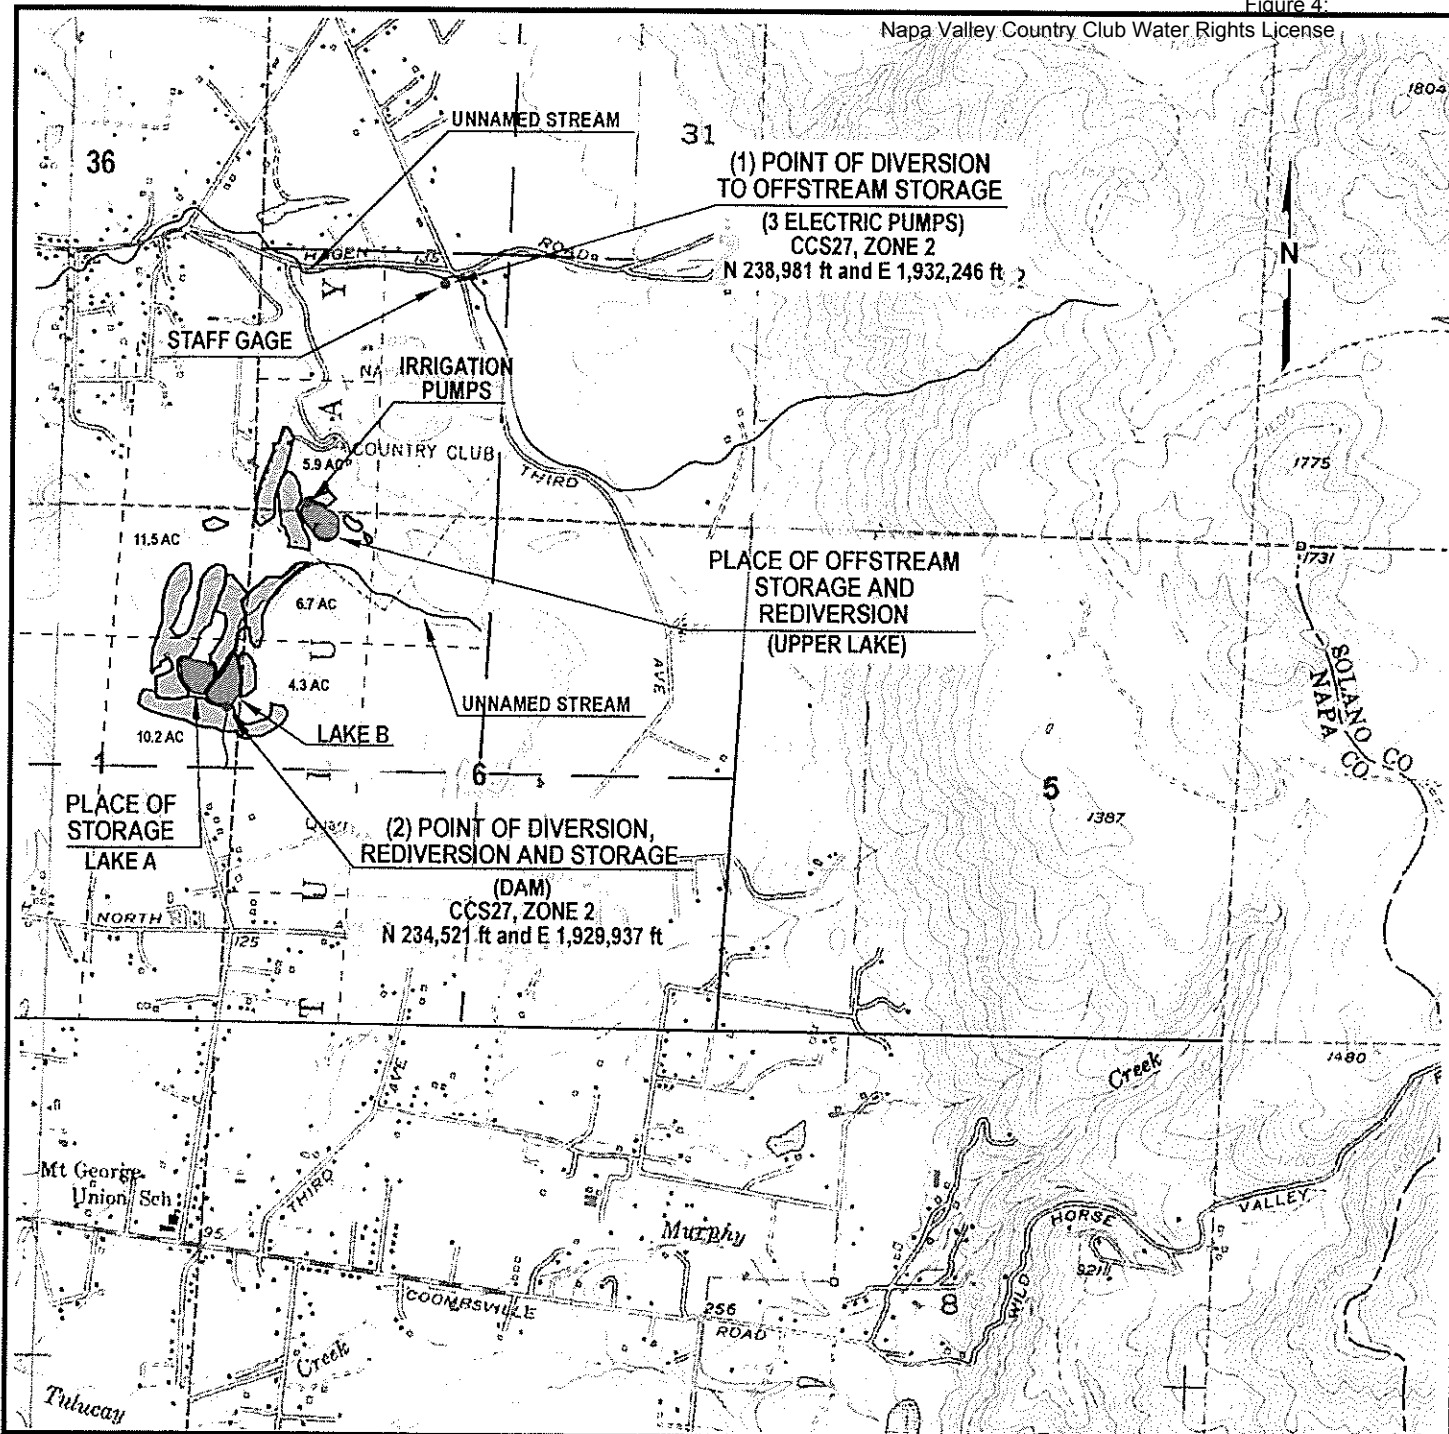 Figure 4:
Napa Valley Country Club Water Rights License
1804
UNNAMED STREAM
31
36
(1) POINT OF DIVERSION
TO OFFSTREAM STORAGE
(3 ELECTRIC PUMPS)
CCS27, ZONE 2
N 238,981 ft and E 1,932,246 ft
N
HAGEN
135
ROAD
Y
STAFF GAGE
IRRIGATION
PUMPS
NA
A
COUNTRY CLUB
5.9 AC
THIRD
1775
11.5 AC
1731
PLACE OF OFFSTREAM
STORAGE AND
REDIVERSION
(UPPER LAKE)
6.7 AC
U
4.3 AC
AVE
SOLANO CO
NAPA CO
UNNAMED STREAM
10.2 AC
LAKE B
1
6
I
5
PLACE OF
STORAGE
LAKE A
1387
(2) POINT OF DIVERSION,
REDIVERSION AND STORAGE
(DAM)
CCS27, ZONE 2
N 234,521 ft and E 1,929,937 ft
U
NORTH
125
T
1480
Creek
AVE
Mt George
Union Sch
THIRD
95
Murphy
HORSE
VALLEY
WILD
COOMBSVILLE
256
ROAD
8
Creek
Tulucay